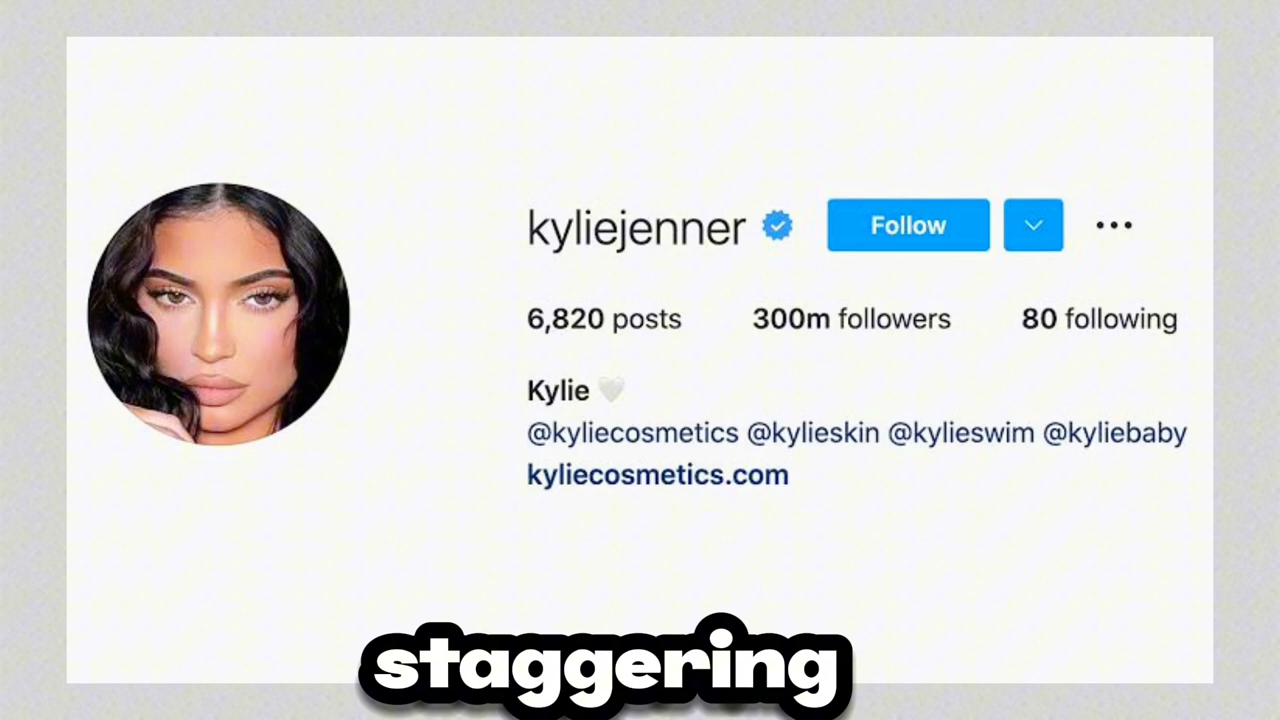 kyliejenner Follow
6,820 posts 300m followers 80 following
Kylie 🤍
@kyliecosmetics @kylieskin @kylieswim @kyliebaby
kyliecosmetics.com
staggering